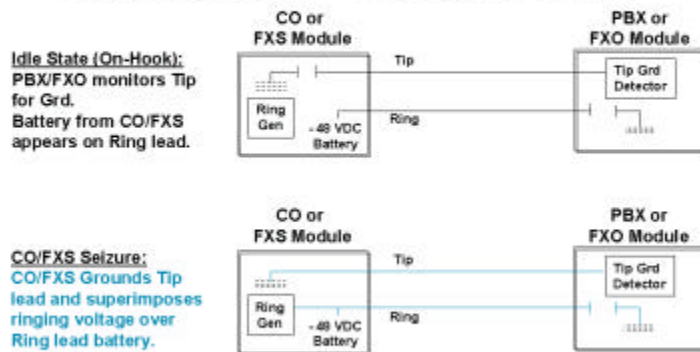 CO or
FXS Module
PBX or
FXO Module
Idle State (On-Hook):
PBX/FXO monitors Tip
for Grd.
Battery from CO/FXS
appears on Ring lead.
Tip
Tip Grd
Detector
Ring
Gen
- 48 VDC
Battery
Ring
CO or
FXS Module
PBX or
FXO Module
CO/FXS Seizure:
CO/FXS Grounds Tip
lead and superimposes
ringing voltage over
Ring lead battery.
Tip
Tip Grd
Detector
Ring
Gen
- 48 VDC
Battery
Ring